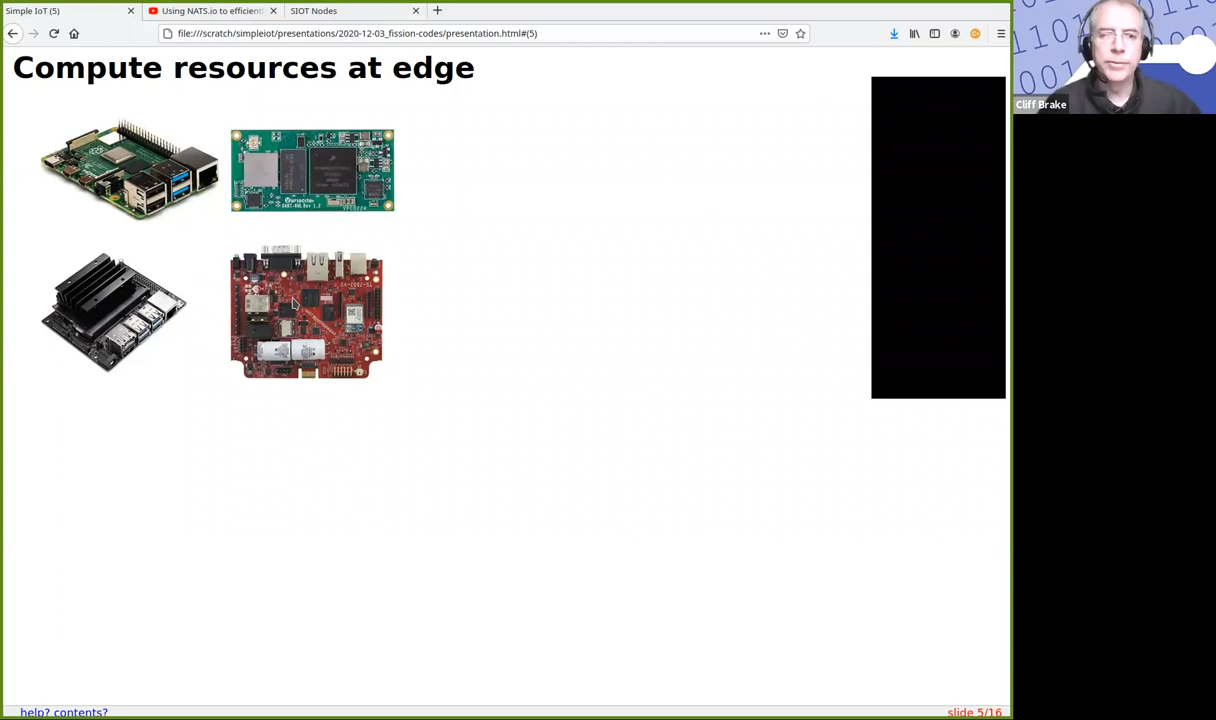 Simple IoT (5)
Using NATS.io to efficient
SIOT Nodes
file:///scratch/simpleiot/presentations/2020-12-03_fission-codes/presentation.html#(5)
Compute resources at edge
Cliff Brake
help? contents?
slide 5/16